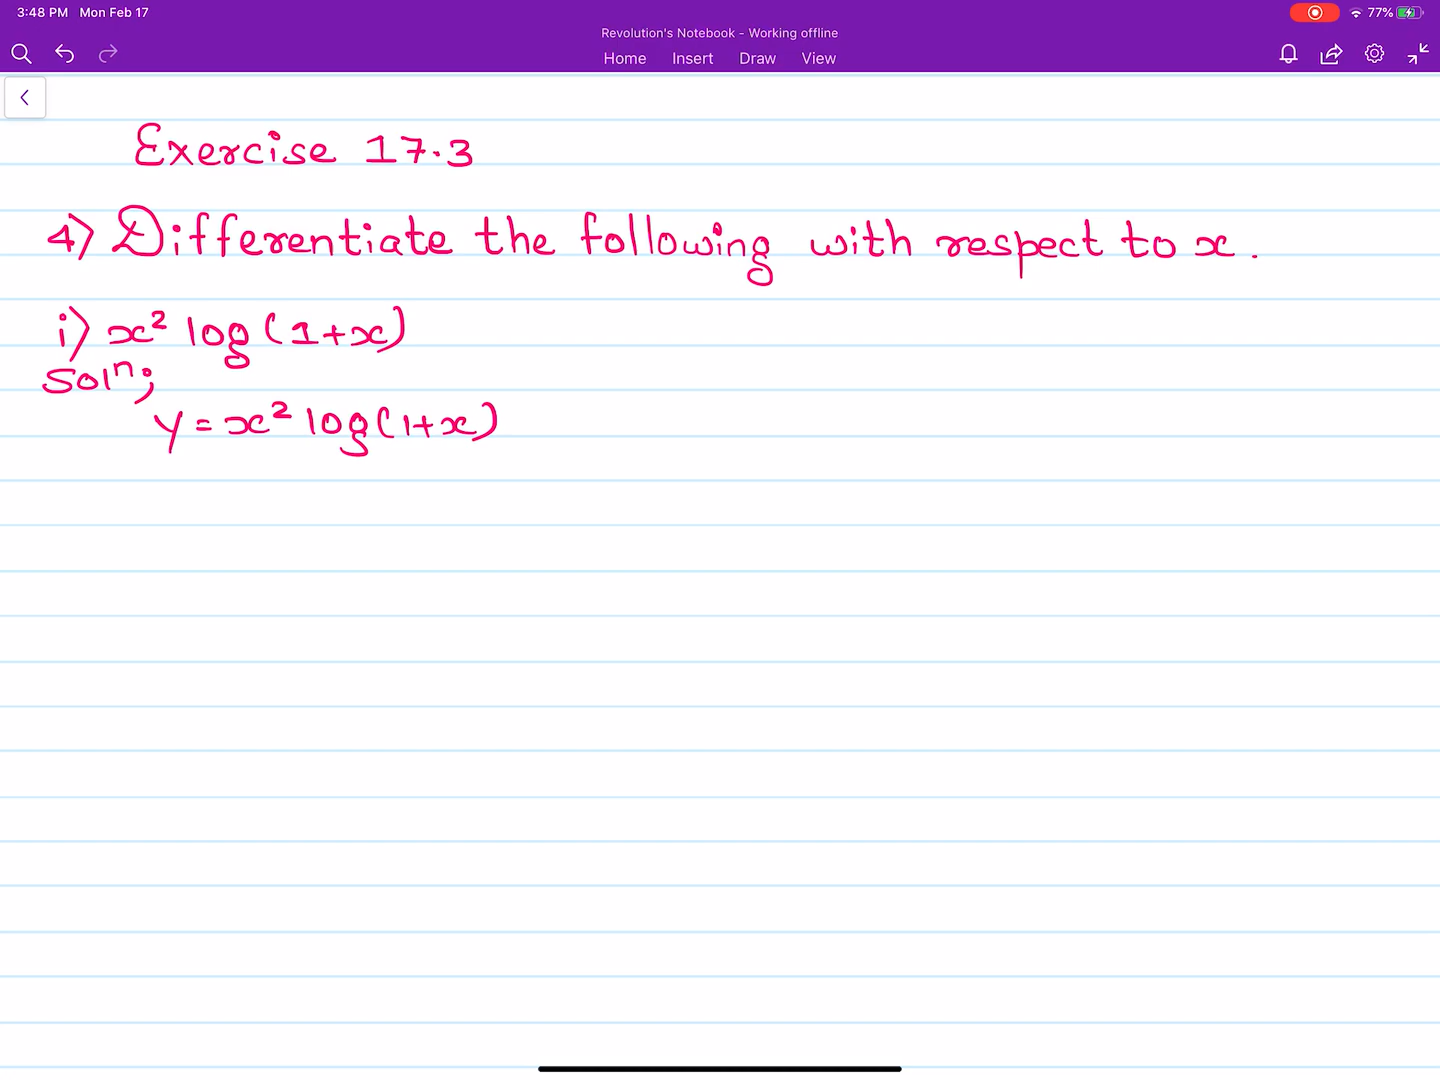 3:48 PM Mon Feb 17
77%
Revolution's Notebook - Working offline
Home Insert Draw View
Exercise 17.3
4) Differentiate the following with respect to x.
i) x² log(1+x)
Solⁿ;
y = x² log(1+x)